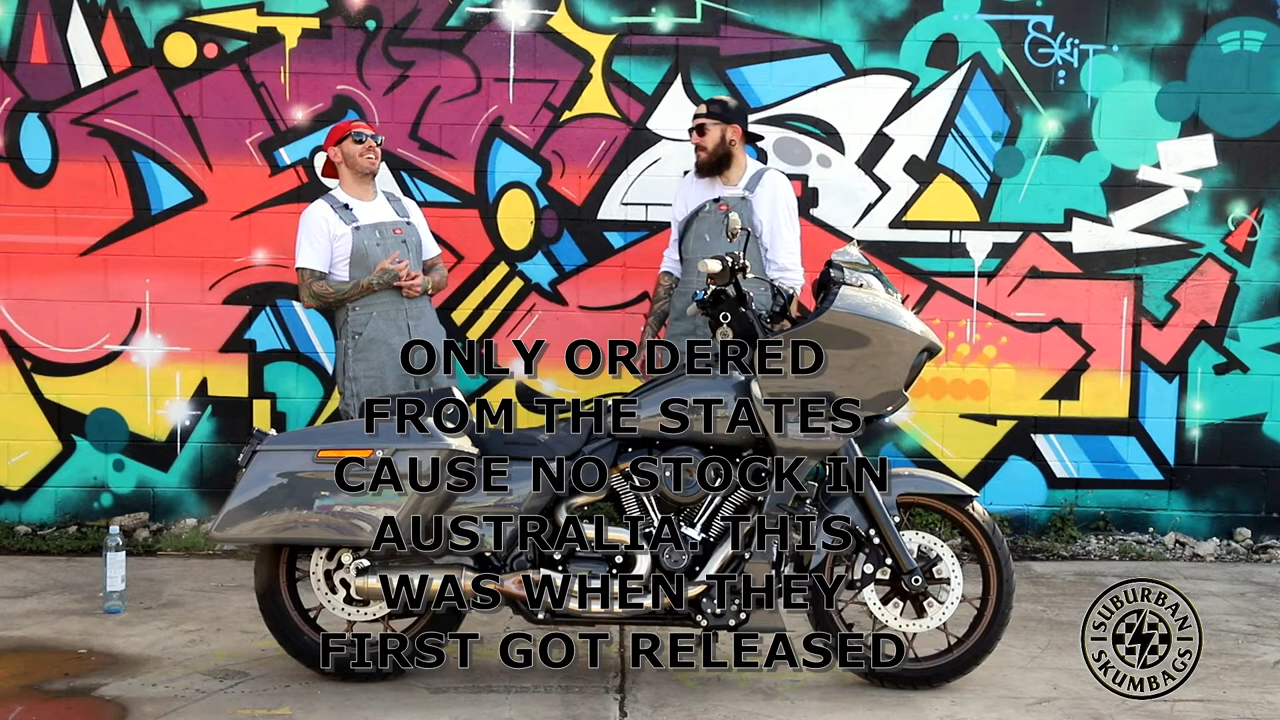 SKiT
ONLY ORDERED
FROM THE STATES
CAUSE NO STOCK IN
AUSTRALIA. THIS
WAS WHEN THEY
FIRST GOT RELEASED
SUBURBAN
SKUMBAGS